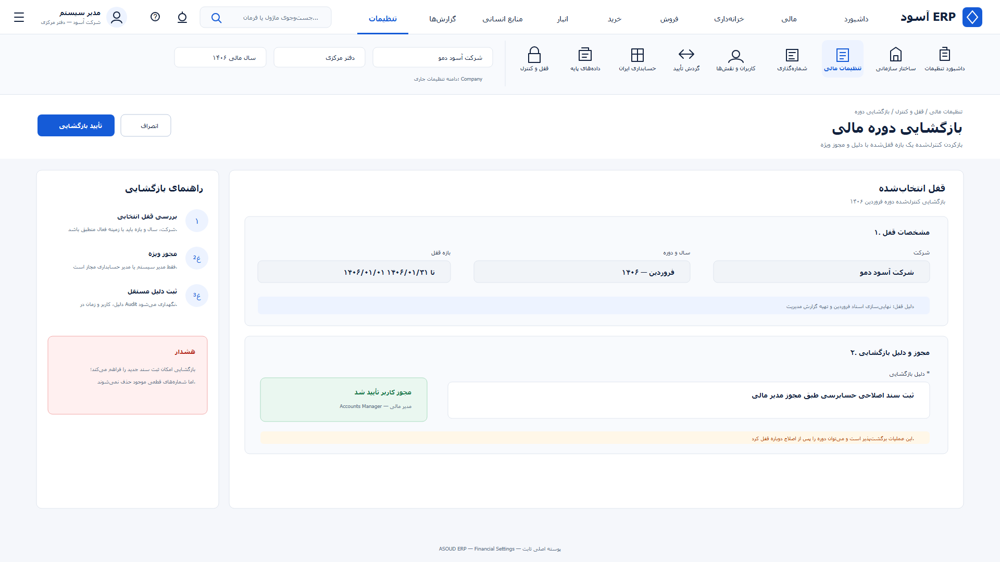 ERP آسود
داشبورد
مالی
خزانه‌داری
فروش
خرید
انبار
منابع انسانی
گزارش‌ها
تنظیمات
جست‌وجوی ماژول یا فرمان...
مدیر سیستم
شرکت آسود — دفتر مرکزی
داشبورد تنظیمات
ساختار سازمانی
تنظیمات مالی
شماره‌گذاری
کاربران و نقش‌ها
گردش تأیید
حسابداری ایران
داده‌های پایه
قفل و کنترل
شرکت آسود دمو
دفتر مرکزی
سال مالی ۱۴۰۶
دامنه تنظیمات جاری: Company
تنظیمات مالی / قفل و کنترل / بازگشایی دوره
بازگشایی دوره مالی
بازکردن کنترل‌شده یک بازه قفل‌شده با دلیل و مجوز ویژه
انصراف
تأیید بازگشایی
قفل انتخاب‌شده
بازگشایی کنترل‌شده دوره فروردین ۱۴۰۶
۱. مشخصات قفل
شرکت
سال و دوره
بازه قفل
شرکت آسود دمو
فروردین — ۱۴۰۶
۱۴۰۶/۰۱/۰۱ تا ۱۴۰۶/۰۱/۳۱
دلیل قفل: نهایی‌سازی اسناد فروردین و تهیه گزارش مدیریت
۲. مجوز و دلیل بازگشایی
دلیل بازگشایی *
ثبت سند اصلاحی حسابرسی طبق مجوز مدیر مالی
مجوز کاربر تأیید شد
مدیر مالی — Accounts Manager
این عملیات برگشت‌پذیر است و می‌توان دوره را پس از اصلاح دوباره قفل کرد.
راهنمای بازگشایی
۱
بررسی قفل انتخابی
شرکت، سال و بازه باید با زمینه فعال منطبق باشد.
غ²
مجوز ویژه
فقط مدیر سیستم یا مدیر حسابداری مجاز است.
غ³
ثبت دلیل مستقل
دلیل، کاربر و زمان در Audit نگهداری می‌شود.
هشدار
بازگشایی امکان ثبت سند جدید را فراهم می‌کند؛
اما شماره‌های قطعی موجود حذف نمی‌شوند.
ASOUD ERP — Financial Settings — پوسته اصلی ثابت